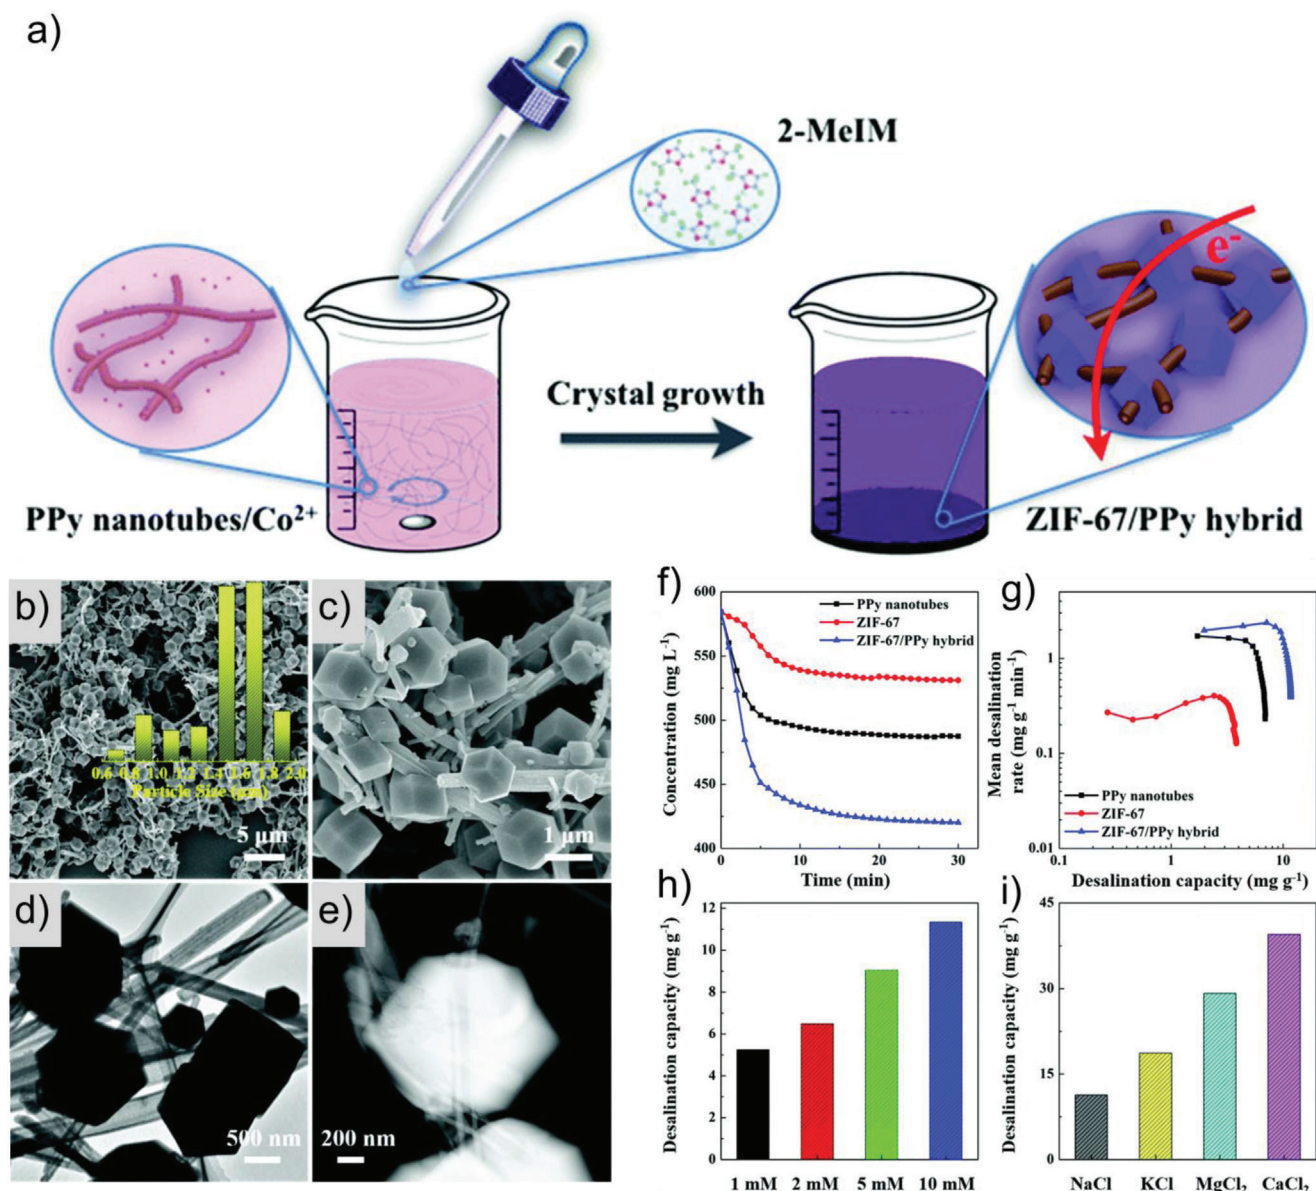 a)
2-MeIM
e-
Crystal growth
PPy nanotubes/Co²⁺
ZIF-67/PPy hybrid
b)
0.6 0.8 1.0 1.2 1.4 1.6 1.8 2.0
Particle Size (μm)
5 μm
c)
1 μm
d)
500 nm
e)
200 nm
f)
600
550
500
450
400
Concentration (mg L⁻¹)
PPy nanotubes
ZIF-67
ZIF-67/PPy hybrid
0 10 20 30
Time (min)
g)
1
0.1
0.01
Mean desalination
rate (mg g⁻¹ min⁻¹)
PPy nanotubes
ZIF-67
ZIF-67/PPy hybrid
0.1 1 10
Desalination capacity (mg g⁻¹)
h)
12
10
8
6
4
2
0
Desalination capacity (mg g⁻¹)
1 mM 2 mM 5 mM 10 mM
i)
45
30
15
0
Desalination capacity (mg g⁻¹)
NaCl KCl MgCl₂ CaCl₂